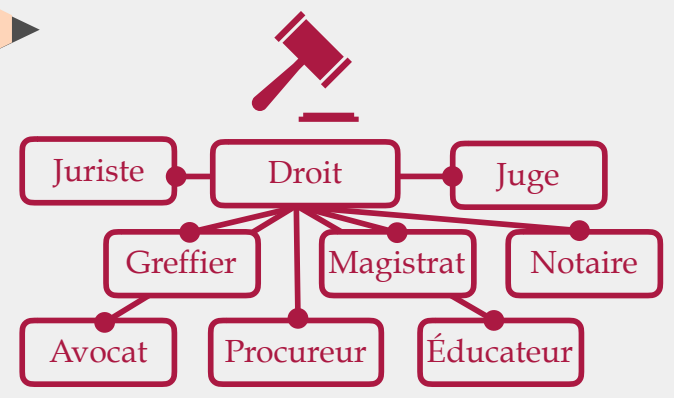 Juriste
Droit
Juge
Greffier
Magistrat
Notaire
Avocat
Procureur
Éducateur